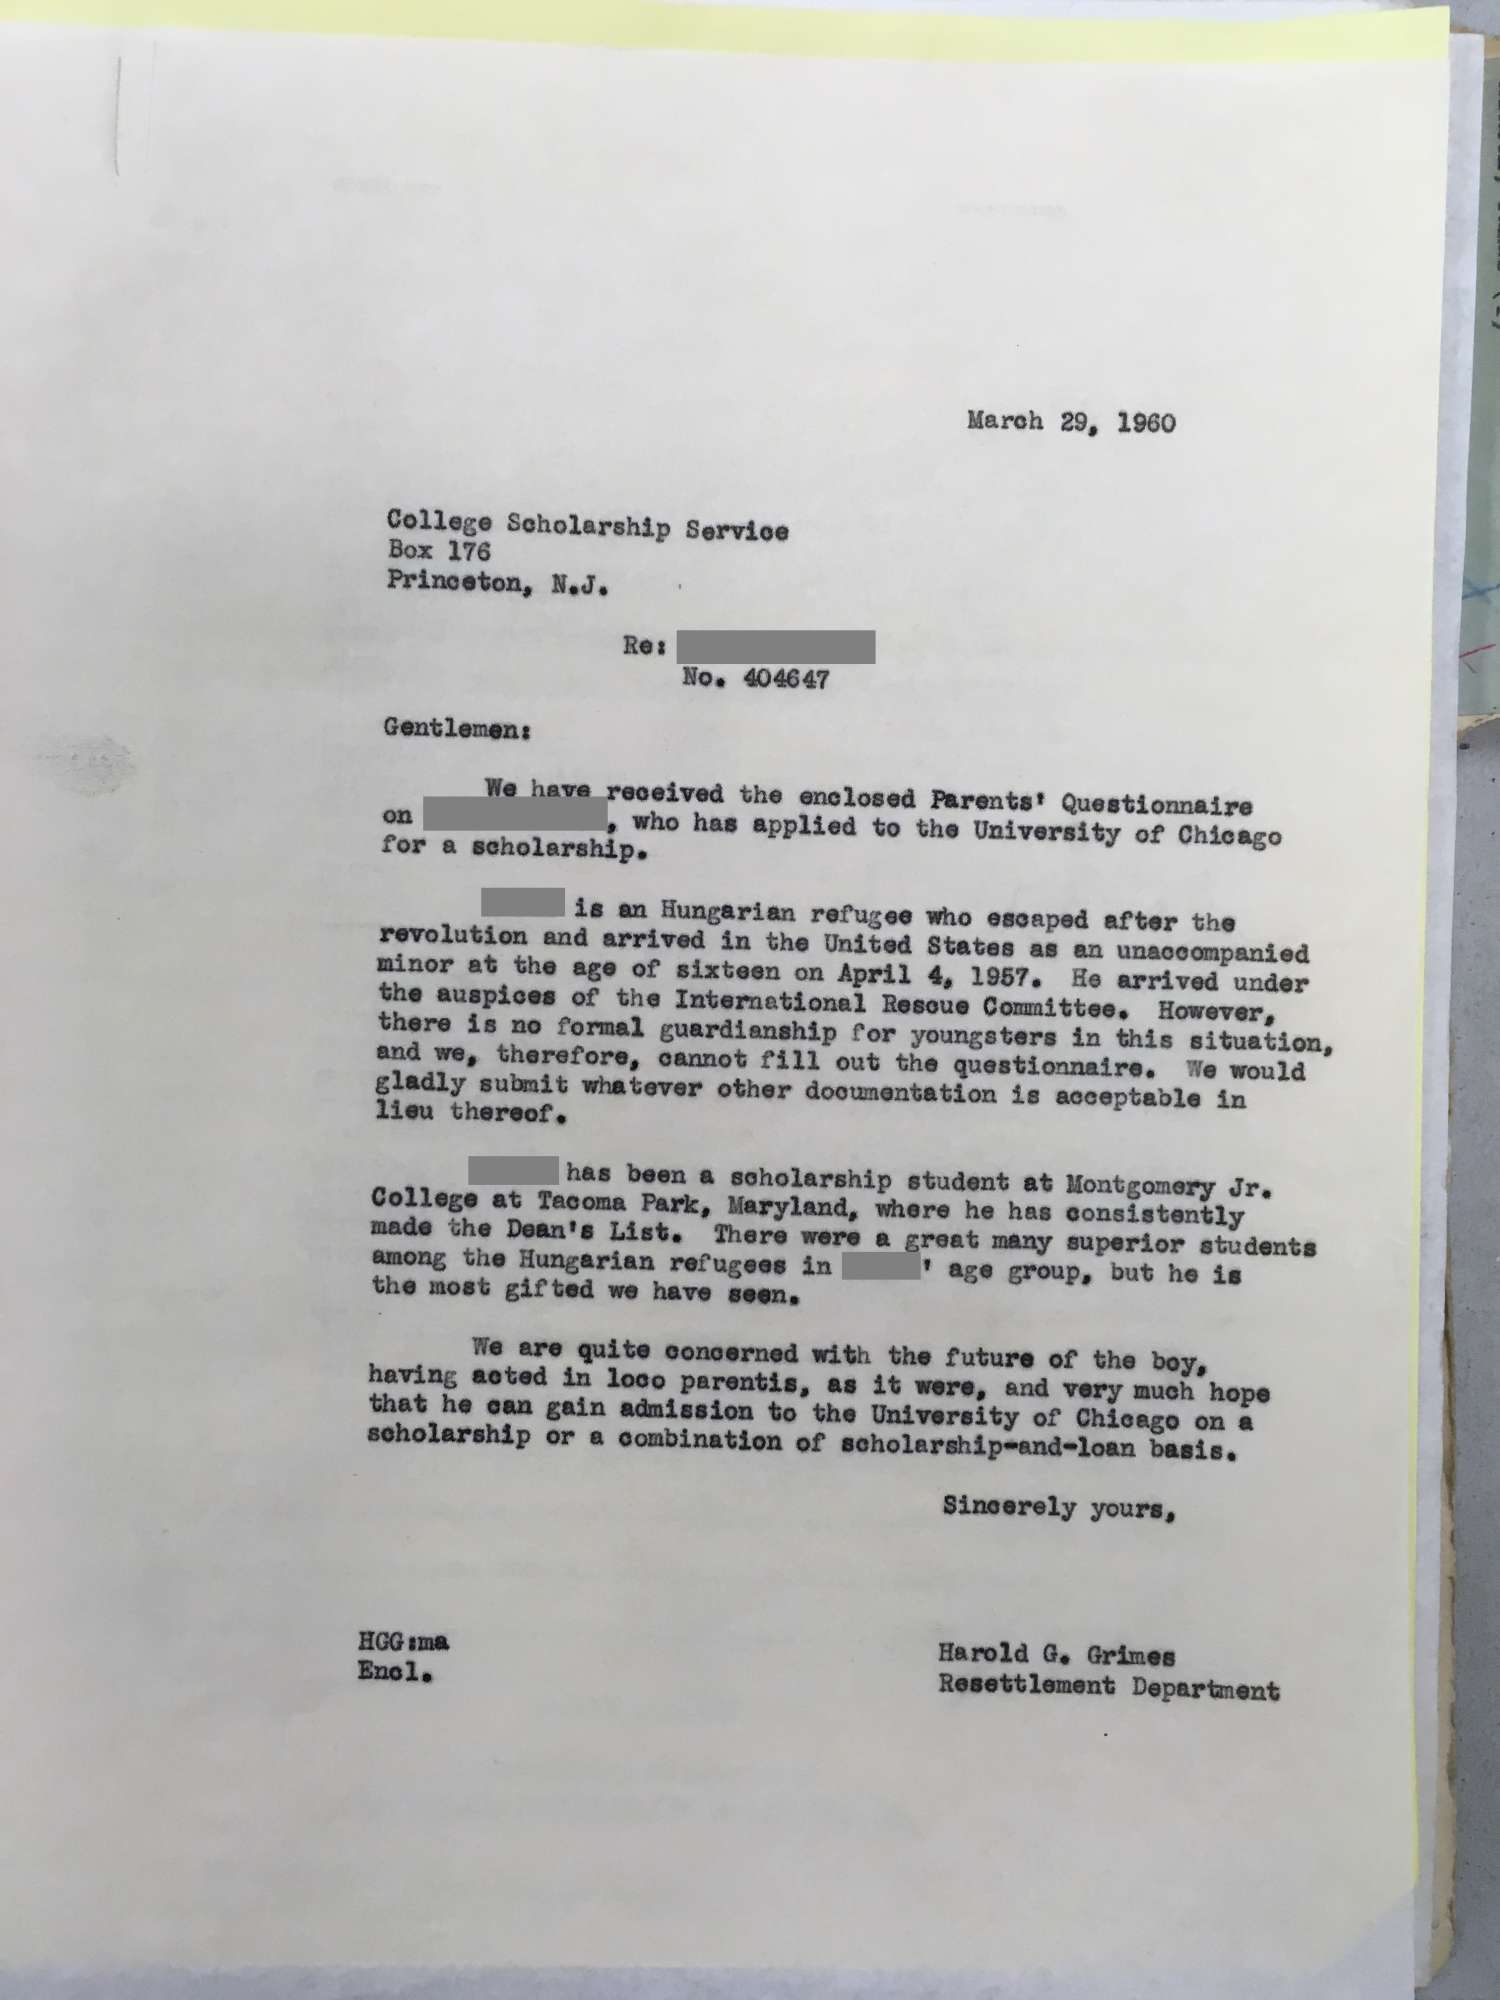 March 29, 1960
College Scholarship Service
Box 176
Princeton, N.J.
Re:
No. 404647
Gentlemen:
We have received the enclosed Parents' Questionnaire
on , who has applied to the University of Chicago
for a scholarship.
is an Hungarian refugee who escaped after the
revolution and arrived in the United States as an unaccompanied
minor at the age of sixteen on April 4, 1957. He arrived under
the auspices of the International Rescue Committee. However,
there is no formal guardianship for youngsters in this situation,
and we, therefore, cannot fill out the questionnaire. We would
gladly submit whatever other documentation is acceptable in
lieu thereof.
has been a scholarship student at Montgomery Jr.
College at Tacoma Park, Maryland, where he has consistently
made the Dean's List. There were a great many superior students
among the Hungarian refugees in ' age group, but he is
the most gifted we have seen.
We are quite concerned with the future of the boy,
having acted in loco parentis, as it were, and very much hope
that he can gain admission to the University of Chicago on a
scholarship or a combination of scholarship-and-loan basis.
Sincerely yours,
HGG:ma
Encl.
Harold G. Grimes
Resettlement Department